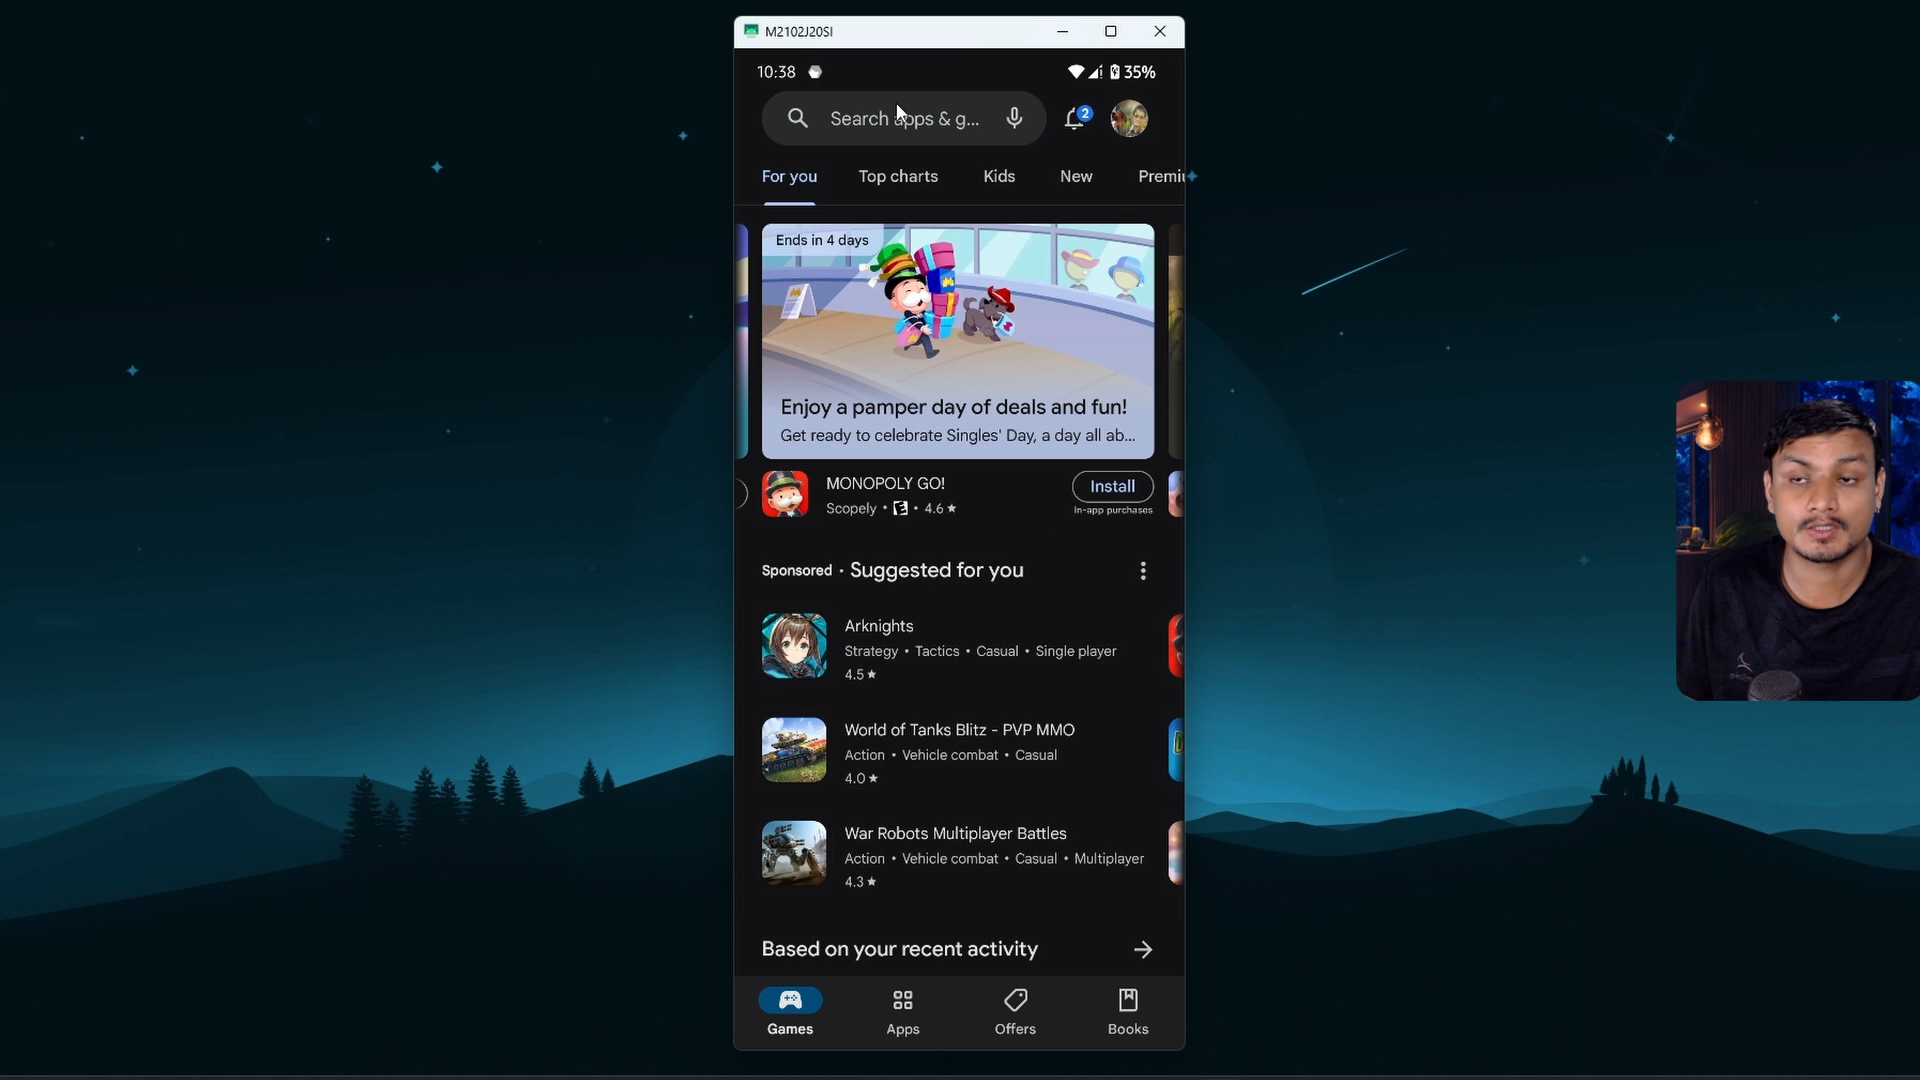 M2102J20SI
10:38
35%
Search apps & g...
2
For you
Top charts
Kids
New
Premiu
Ends in 4 days
Enjoy a pamper day of deals and fun!
Get ready to celebrate Singles' Day, a day all ab...
MONOPOLY GO!
Scopely • E • 4.6 ★
Install
In-app purchases
Sponsored · Suggested for you
Arknights
Strategy • Tactics • Casual • Single player
4.5 ★
World of Tanks Blitz - PVP MMO
Action • Vehicle combat • Casual
4.0 ★
War Robots Multiplayer Battles
Action • Vehicle combat • Casual • Multiplayer
4.3 ★
Based on your recent activity
Games
Apps
Offers
Books